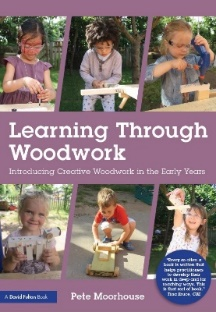 Learning Through
Woodwork
Introducing Creative Woodwork in the Early Years
A David Fulton Book
Pete Moorhouse